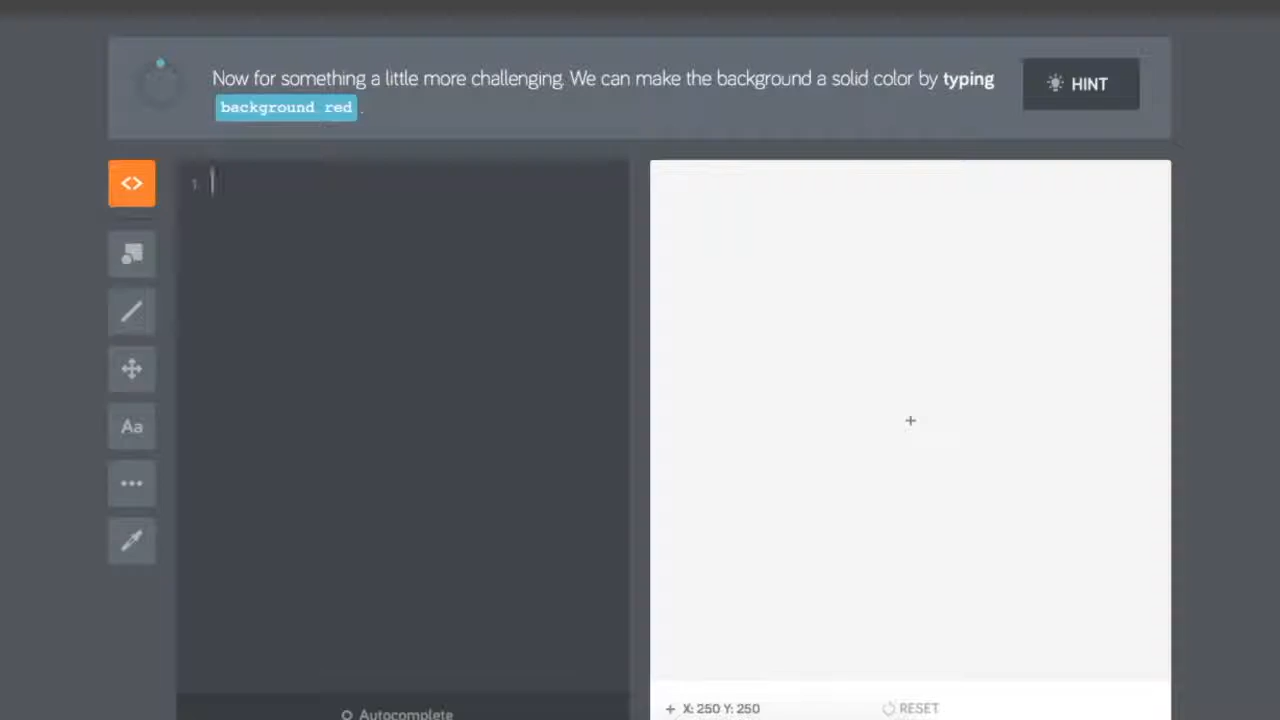 Now for something a little more challenging. We can make the background a solid color by typing
background red .
HINT
<>
1
Aa
Autocomplete
X: 250 Y: 250
RESET